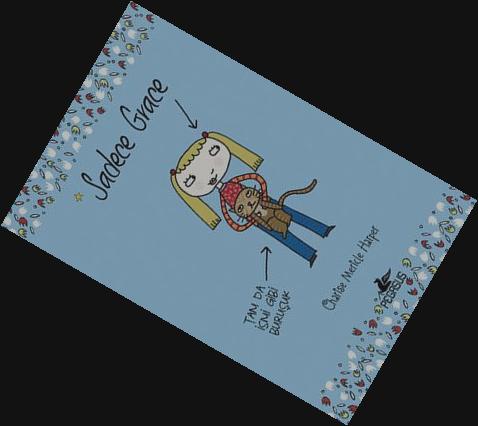 Sadece Grace
TAM DA
İSMİ GİBİ
BURUŞUK
Charise Mericle Harper
PEGASUS